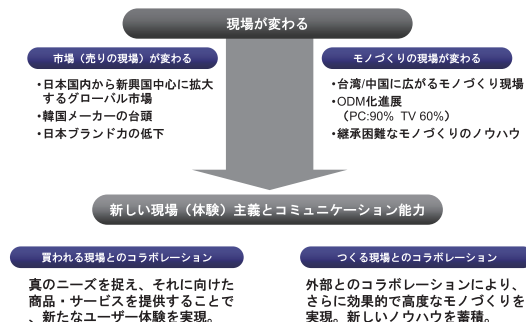 現場が変わる
市場（売りの現場）が変わる
・日本国内から新興国中心に拡大
するグローバル市場
・韓国メーカーの台頭
・日本ブランド力の低下
モノづくりの現場が変わる
・台湾/中国に広がるモノづくり現場
・ODM化進展
（PC:90% TV 60%）
・継承困難なモノづくりのノウハウ
新しい現場（体験）主義とコミュニケーション能力
買われる現場とのコラボレーション
真のニーズを捉え、それに向けた
商品・サービスを提供することで
、新たなユーザー体験を実現。
つくる現場とのコラボレーション
外部とのコラボレーションにより、
さらに効果的で高度なモノづくりを
実現。新しいノウハウを蓄積。